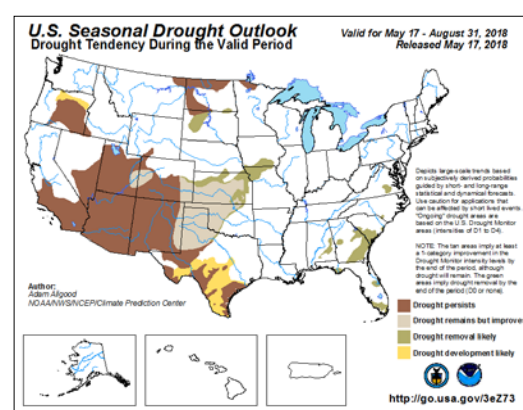 U.S. Seasonal Drought Outlook
Drought Tendency During the Valid Period
Valid for May 17 - August 31, 2018
Released May 17, 2018
Depicts large-scale trends based
on subjectively derived probabilities
guided by short- and long-range
statistical and dynamical forecasts.
Use caution for applications that
can be affected by short lived events.
"Ongoing" drought areas are
based on the U.S. Drought Monitor
areas (intensities of D1 to D4).
NOTE: The tan areas imply at least
a 1-category improvement in
the Drought Monitor intensity levels by
the end of the period, although
drought will remain. The green
areas imply drought removal by the
end of the period (D0 or none).
Author:
Adam Allgood
NOAA/NWS/NCEP/Climate Prediction Center
Drought persists
Drought remains but improve
Drought removal likely
Drought development likely
http://go.usa.gov/3eZ73